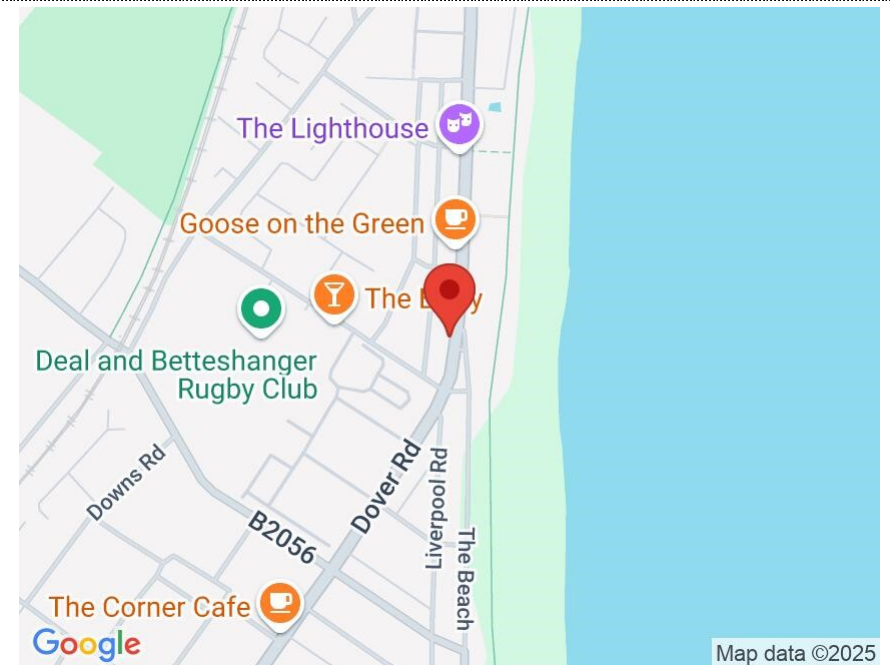 The Lighthouse
Goose on the Green
The
Deal and Betteshanger
Rugby Club
Downs Rd
Dover Rd
B2056
Liverpool Rd
The Beach
The Corner Cafe
Google
Map data ©2025